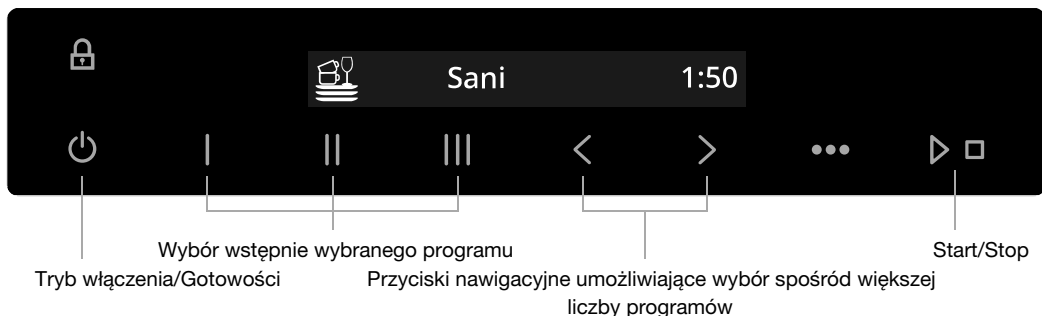 Sani 1:50
Wybór wstępnie wybranego programu
Start/Stop
Tryb włączenia/Gotowości
Przyciski nawigacyjne umożliwiające wybór spośród większej
liczby programów